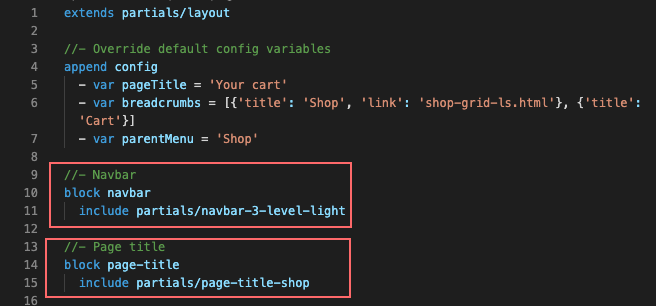 1 extends partials/layout
2
3 //- Override default config variables
4 append config
5 - var pageTitle = 'Your cart'
6 - var breadcrumbs = [{'title': 'Shop', 'link': 'shop-grid-ls.html'}, {'title':
'Cart'}]
7 - var parentMenu = 'Shop'
8
9 //- Navbar
10 block navbar
11 include partials/navbar-3-level-light
12
13 //- Page title
14 block page-title
15 include partials/page-title-shop
16